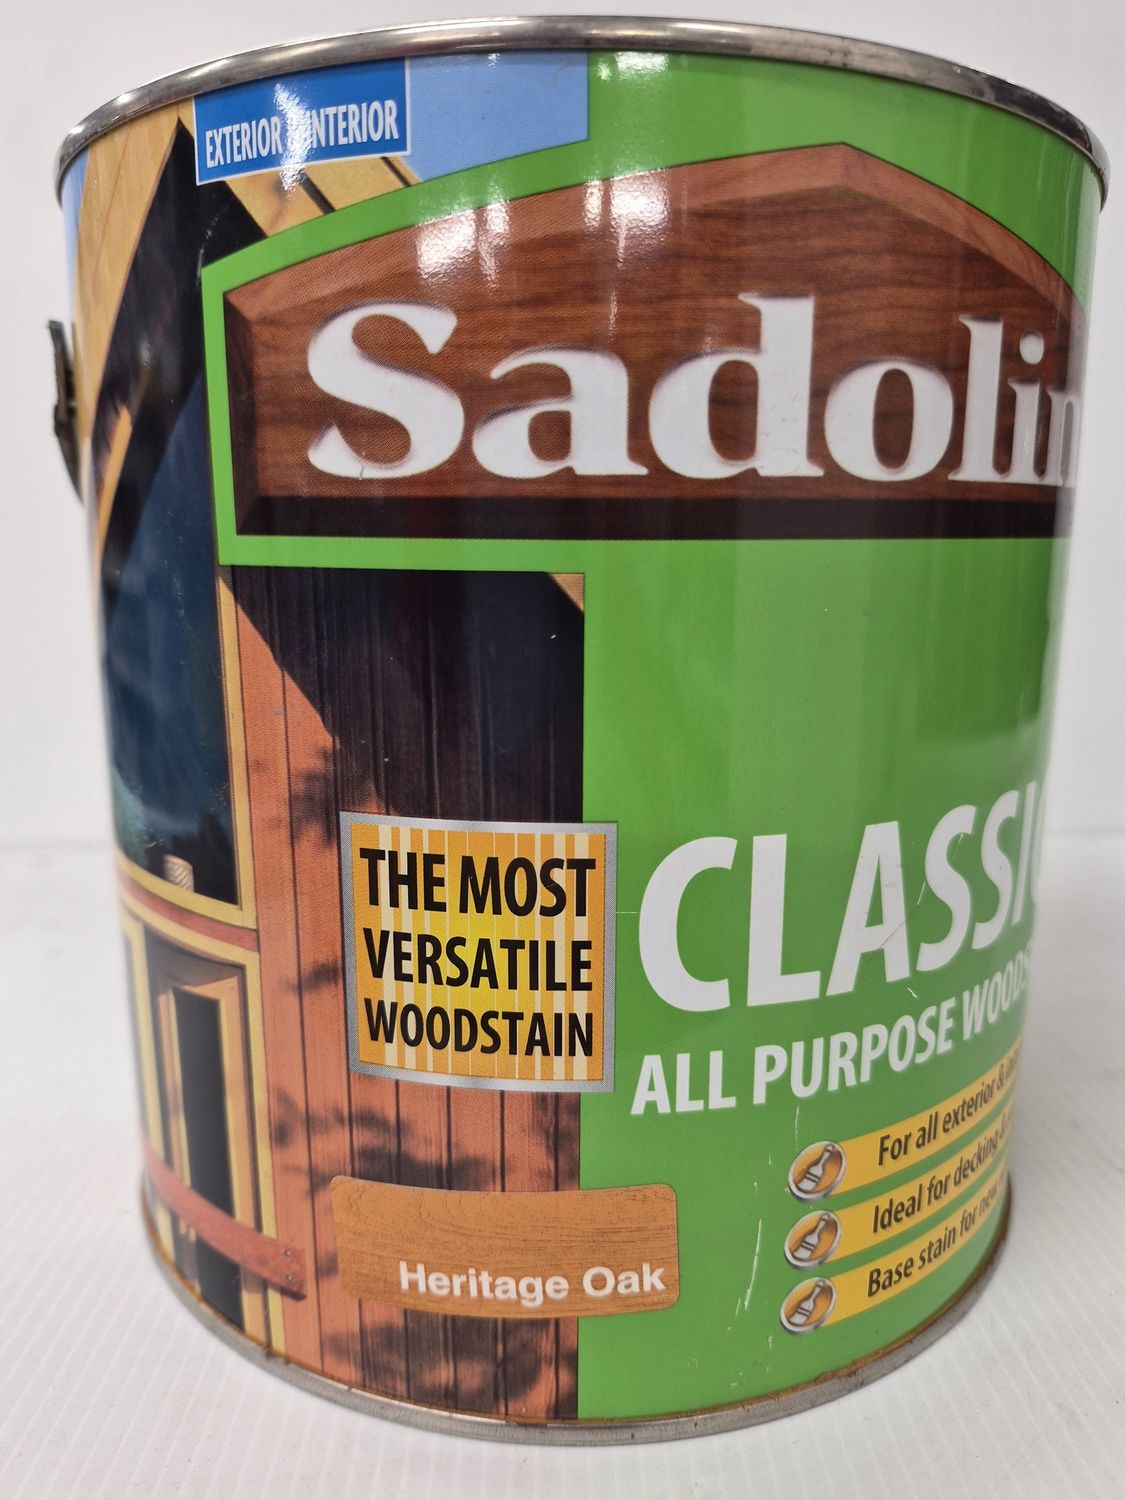 EXTERIOR INTERIOR
Sadolin
THE MOST
VERSATILE
WOODSTAIN
CLASSIC
ALL PURPOSE
For all exterior &
Ideal for decking &
Base stain for new
Heritage Oak